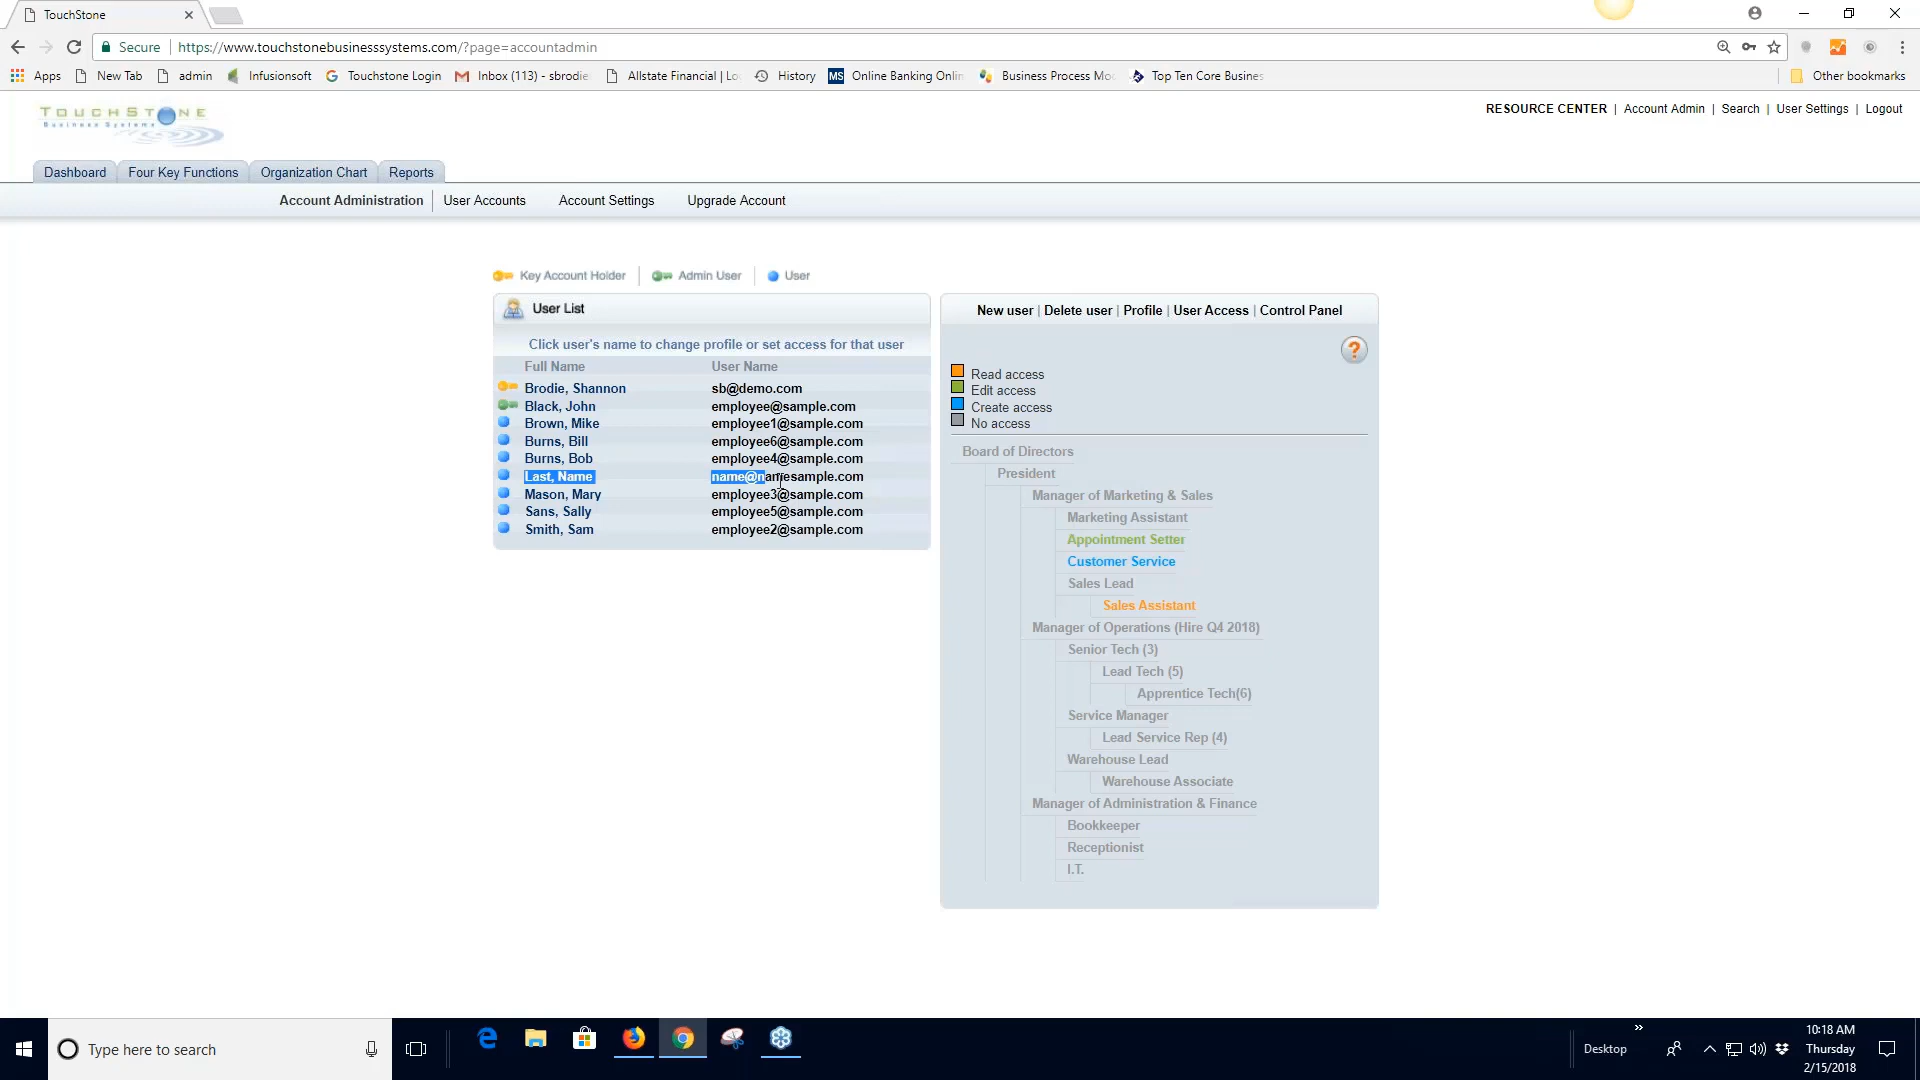 TouchStone
Secure | https://www.touchstonebusinesssystems.com/?page=accountadmin
Apps New Tab admin Infusionsoft Touchstone Login Inbox (113) - sbrodie Allstate Financial | Lo History MS Online Banking Onlin Business Process Mo Top Ten Core Busines Other bookmarks
TOUCHSTONE
Business Systems
RESOURCE CENTER | Account Admin | Search | User Settings | Logout
Dashboard Four Key Functions Organization Chart Reports
Account Administration User Accounts Account Settings Upgrade Account
Key Account Holder Admin User User
User List
Click user's name to change profile or set access for that user
Full Name User Name
Brodie, Shannon sb@demo.com
Black, John employee@sample.com
Brown, Mike employee1@sample.com
Burns, Bill employee6@sample.com
Burns, Bob employee4@sample.com
Last, Name name@namesample.com
Mason, Mary employee3@sample.com
Sans, Sally employee5@sample.com
Smith, Sam employee2@sample.com
New user | Delete user | Profile | User Access | Control Panel
?
Read access
Edit access
Create access
No access
Board of Directors
President
Manager of Marketing & Sales
Marketing Assistant
Appointment Setter
Customer Service
Sales Lead
Sales Assistant
Manager of Operations (Hire Q4 2018)
Senior Tech (3)
Lead Tech (5)
Apprentice Tech(6)
Service Manager
Lead Service Rep (4)
Warehouse Lead
Warehouse Associate
Manager of Administration & Finance
Bookkeeper
Receptionist
I.T.
Type here to search
Desktop
10:18 AM
Thursday
2/15/2018